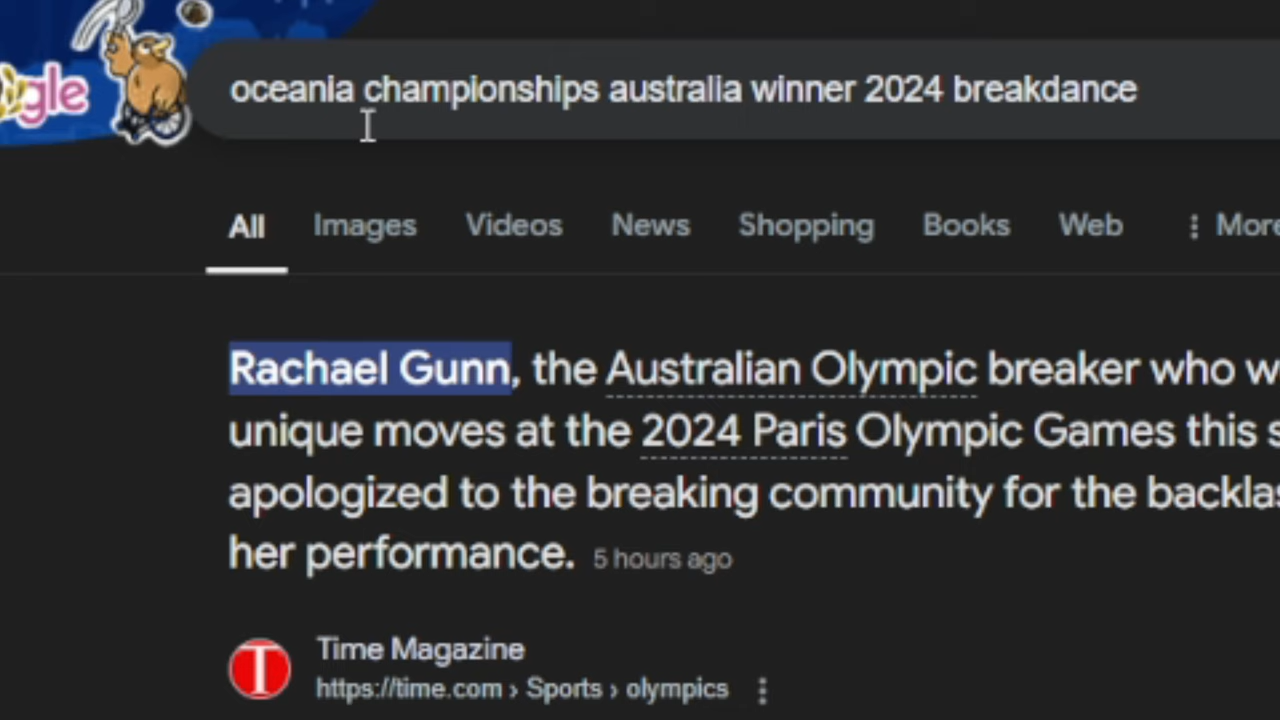 gle
oceania championships australia winner 2024 breakdance
All Images Videos News Shopping Books Web More
Rachael Gunn, the Australian Olympic breaker who w
unique moves at the 2024 Paris Olympic Games this s
apologized to the breaking community for the backlas
her performance. 5 hours ago
Time Magazine
https://time.com › Sports › olympics